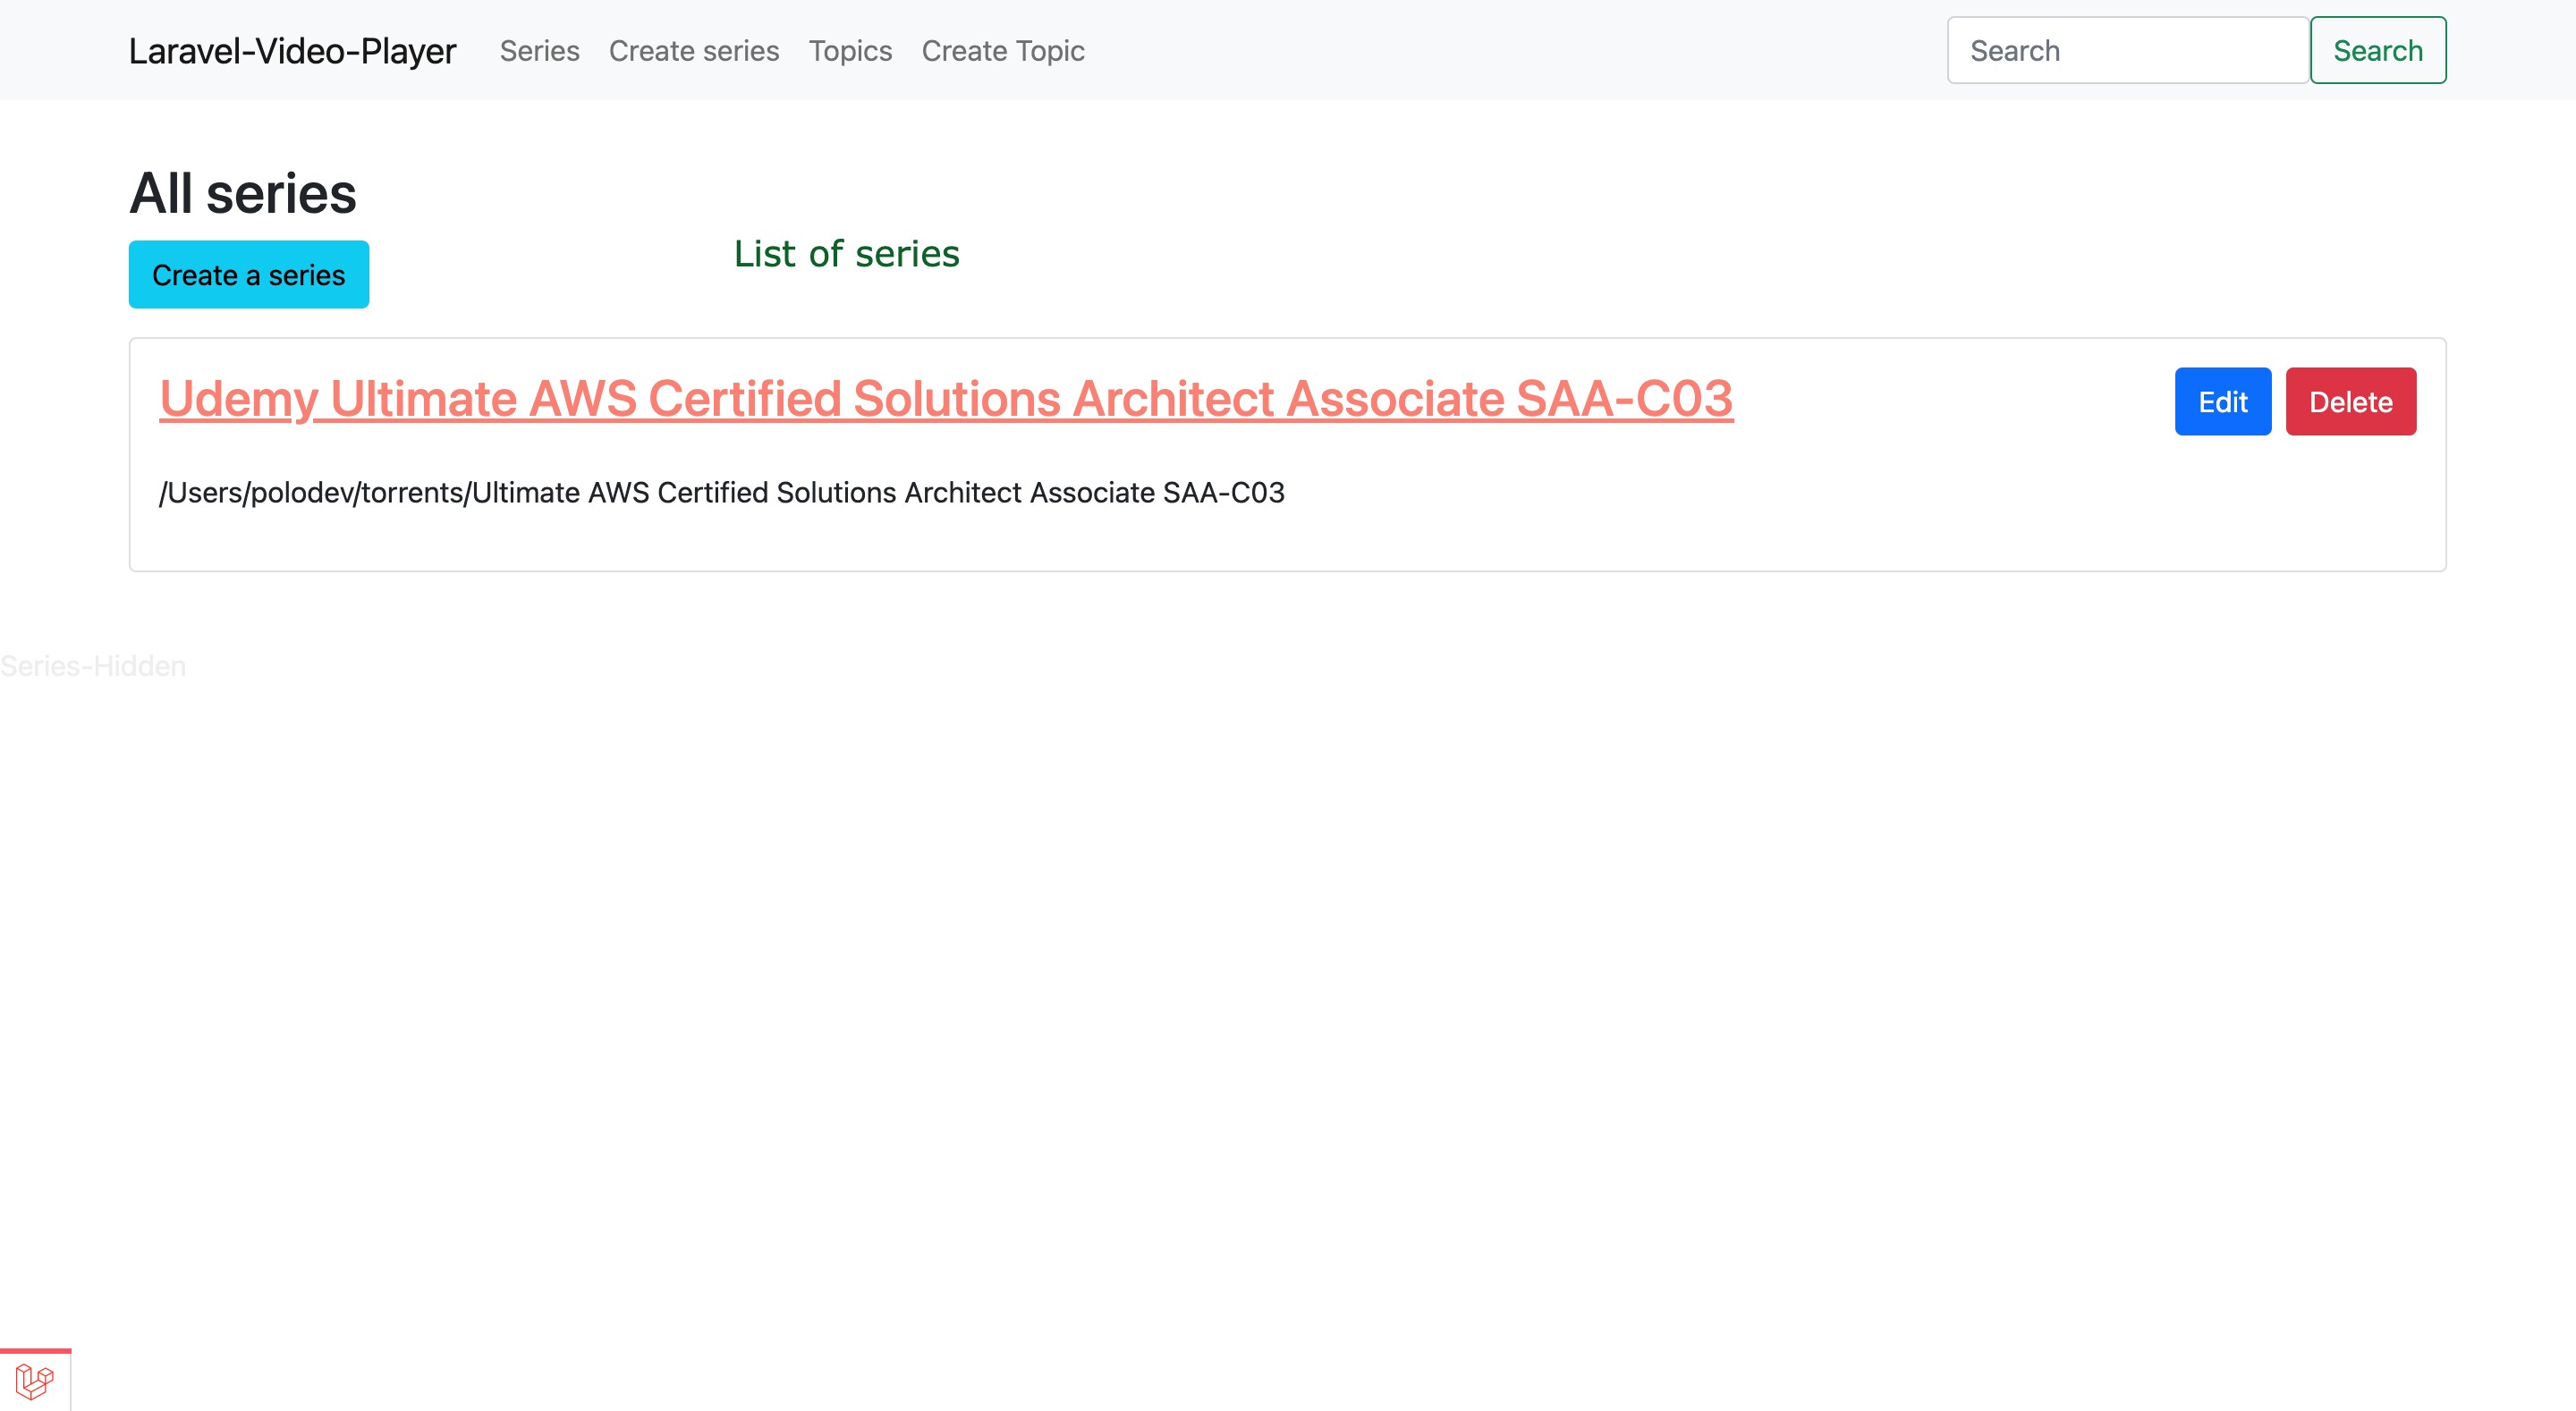 Laravel-Video-Player Series Create series Topics Create Topic Search Search
All series
List of series
Create a series
Udemy Ultimate AWS Certified Solutions Architect Associate SAA-C03 Edit Delete
/Users/polodev/torrents/Ultimate AWS Certified Solutions Architect Associate SAA-C03
Series-Hidden